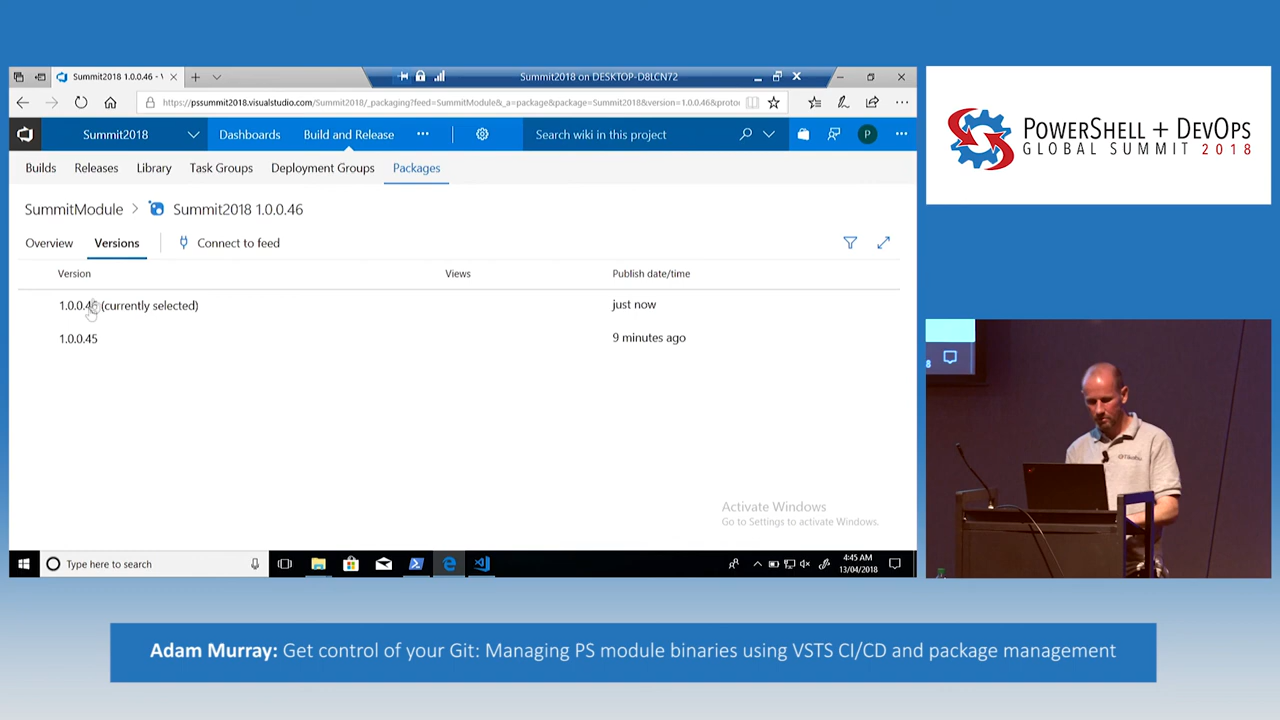 Summit2018 1.0.0.46 - V
Summit2018 on DESKTOP-D8LCN72
https://pssummit2018.visualstudio.com/Summit2018/_packaging?feed=SummitModule&_a=package&package=Summit2018&version=1.0.0.46&proto
Summit2018
Dashboards
Build and Release
Search wiki in this project
P
Builds
Releases
Library
Task Groups
Deployment Groups
Packages
SummitModule > Summit2018 1.0.0.46
Overview
Versions
Connect to feed
Version
Views
Publish date/time
1.0.0.46 (currently selected)
just now
1.0.0.45
9 minutes ago
Activate Windows
Go to Settings to activate Windows.
Type here to search
4:45 AM
13/04/2018
POWERSHELL + DEVOPS
GLOBAL SUMMIT 2018
Adam Murray: Get control of your Git: Managing PS module binaries using VSTS CI/CD and package management